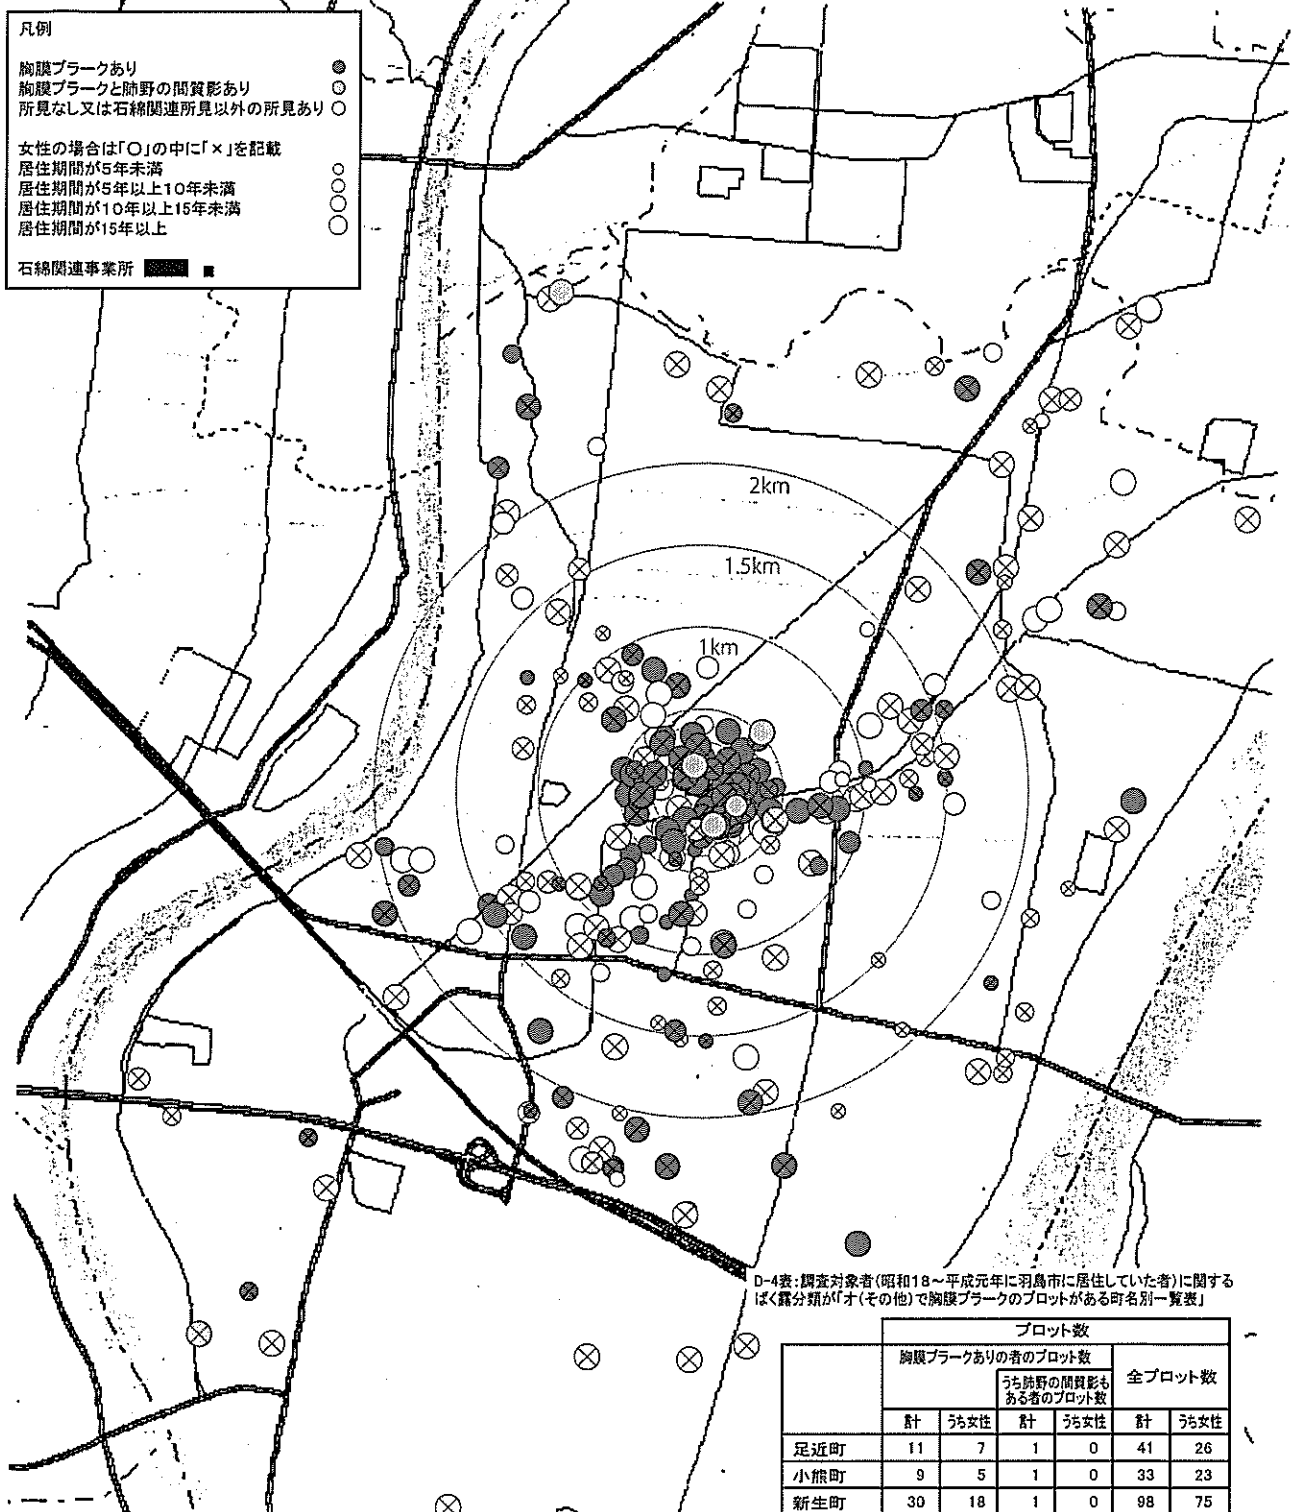 凡例
胸膜プラークあり
胸膜プラークと肺野の間質影あり
所見なし又は石綿関連所見以外の所見あり
女性の場合は「○」の中に「×」を記載
居住期間が5年未満
居住期間が5年以上10年未満
居住期間が10年以上15年未満
居住期間が15年以上
石綿関連事業所
2km
1.5km
1km
D-4表:調査対象者(昭和18～平成元年に羽島市に居住していた者)に関する
ばく露分類が「オ(その他)で胸膜プラークのプロットがある町名別一覧表」
プロット数
胸膜プラークありの者のプロット数 全プロット数
うち肺野の間質影も
ある者のプロット数
計 うち女性 計 うち女性 計 うち女性
足近町 11 7 1 0 41 26
小熊町 9 5 1 0 33 23
新生町 30 18 1 0 98 75